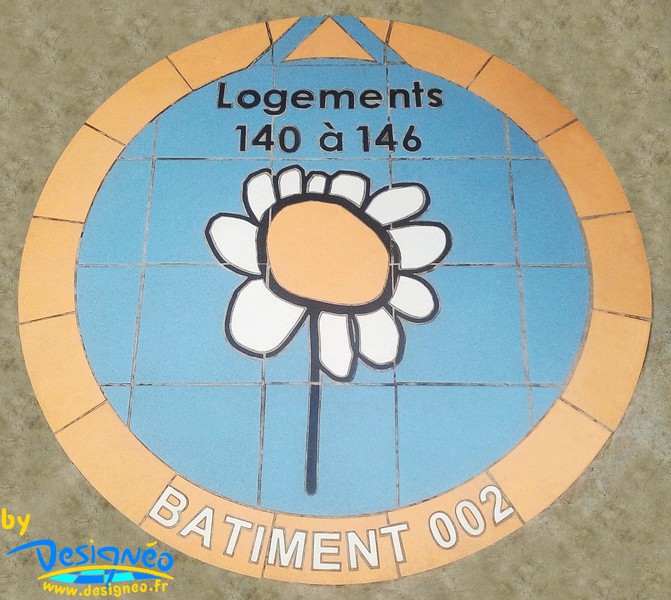 Logements
140 à 146
BATIMENT 002
by
Designéo
www.designeo.fr